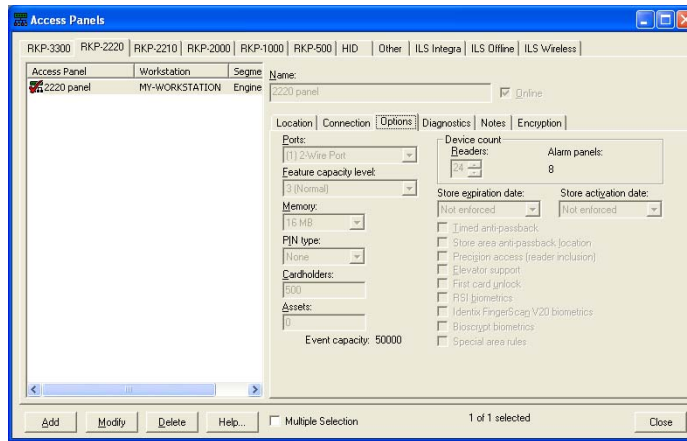 Access Panels
RKP-3300 RKP-2220 RKP-2210 RKP-2000 RKP-1000 RKP-500 HID Other ILS Integra ILS Offline ILS Wireless
Access Panel Workstation Segme
2220 panel MY-WORKSTATION Engine
Name:
2220 panel Online
Location Connection Options Diagnostics Notes Encryption
Ports:
(1) 2-Wire Port
Feature capacity level:
3 (Normal)
Memory:
16 MB
PIN type:
None
Cardholders:
500
Assets:
0
Event capacity: 50000
Device count
Readers: Alarm panels:
24 8
Store expiration date: Store activation date:
Not enforced Not enforced
Timed anti-passback
Store area anti-passback location
Precision access (reader inclusion)
Elevator support
First card unlock
RSI biometrics
Identix FingerScan V20 biometrics
Bioscrypt biometrics
Special area rules
Add Modify Delete Help... Multiple Selection 1 of 1 selected Close